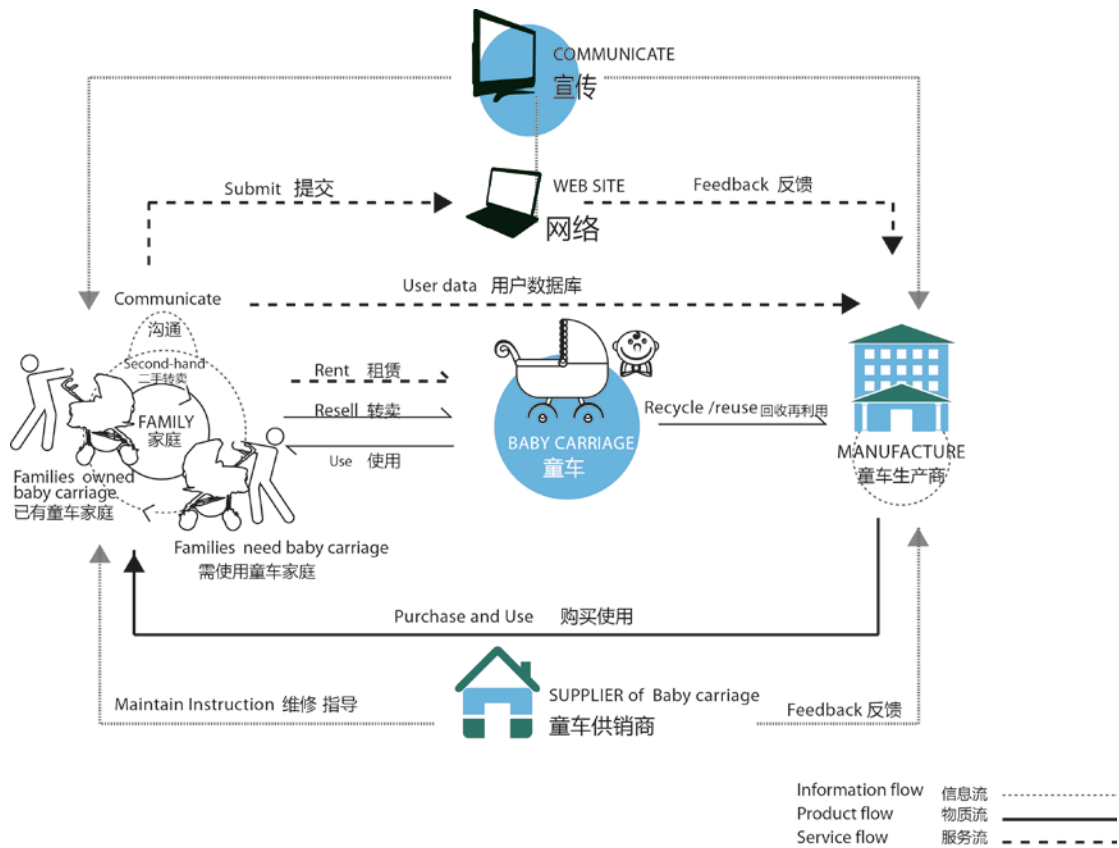 COMMUNICATE
宣传
Submit 提交
WEB SITE
网络
Feedback 反馈
User data 用户数据库
Communicate
沟通
Second-hand
二手转卖
FAMILY
家庭
Rent 租赁
Resell 转卖
Use 使用
BABY CARRIAGE
童车
Recycle /reuse 回收再利用
MANUFACTURE
童车生产商
Families owned
baby carriage
已有童车家庭
Families need baby carriage
需使用童车家庭
Purchase and Use 购买使用
Maintain Instruction 维修 指导
SUPPLIER of Baby carriage
童车供销商
Feedback 反馈
Information flow 信息流
Product flow 物质流
Service flow 服务流